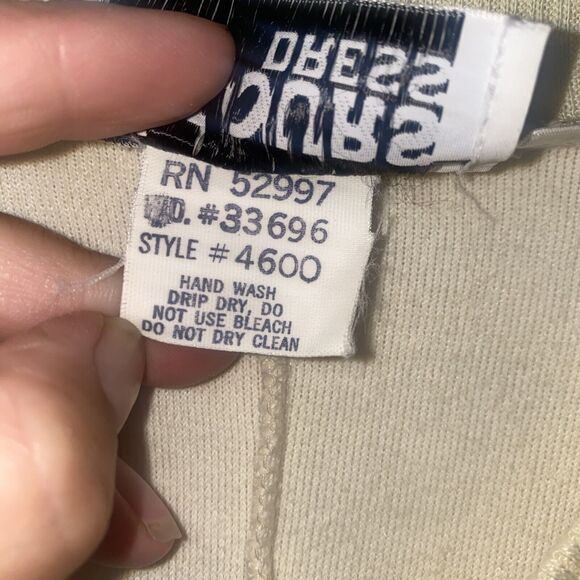 DRESS
RN 52997
#33696
STYLE # 4600
HAND WASH
DRIP DRY, DO
NOT USE BLEACH
DO NOT DRY CLEAN